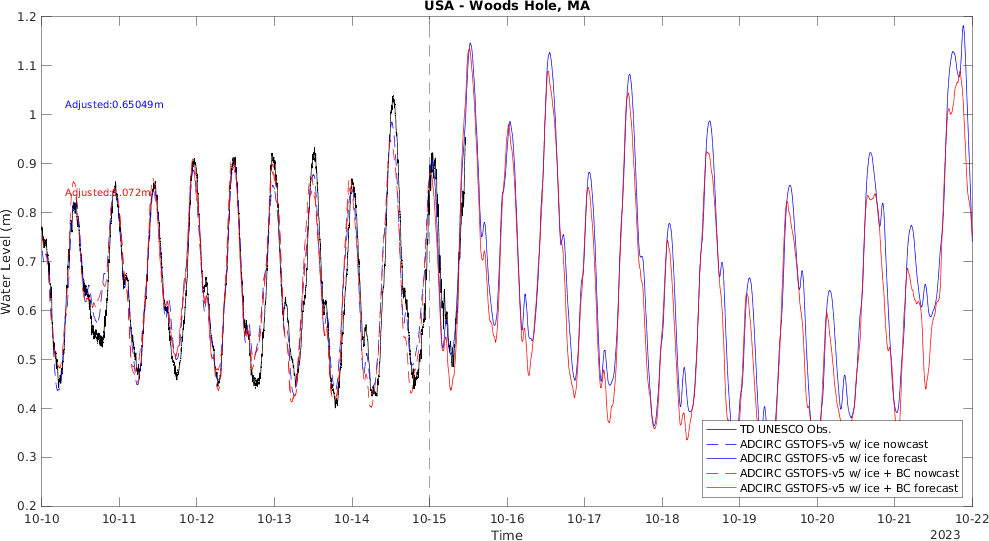 USA - Woods Hole, MA
1.2
1.1
1
0.9
0.8
0.7
0.6
0.5
0.4
0.3
0.2
Water Level (m)
Adjusted:0.65049m
TD UNESCO Obs.
ADCIRC GSTOFS-v5 w/ ice nowcast
ADCIRC GSTOFS-v5 w/ ice forecast
ADCIRC GSTOFS-v5 w/ ice + BC nowcast
ADCIRC GSTOFS-v5 w/ ice + BC forecast
10-10 10-11 10-12 10-13 10-14 10-15 10-16 10-17 10-18 10-19 10-20 10-21 10-22
Time
2023